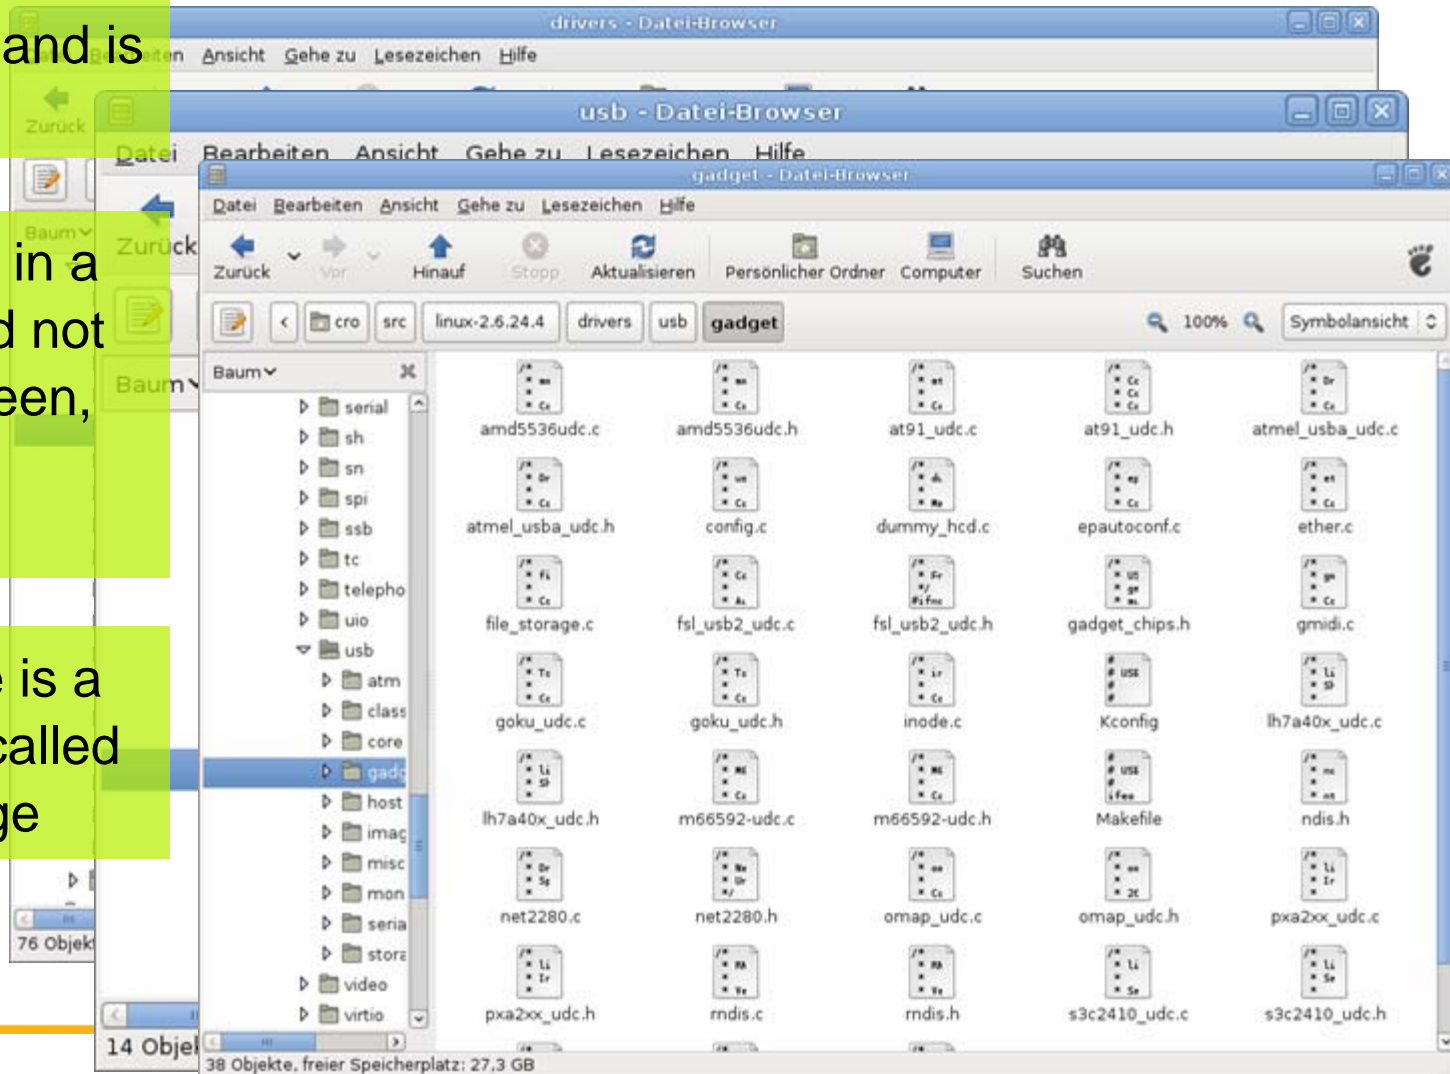 drivers - Datei-Browser
and is
Bearbeiten Ansicht Gehe zu Lesezeichen Hilfe
Zurück
usb - Datei-Browser
Datei Bearbeiten Ansicht Gehe zu Lesezeichen Hilfe
gadget - Datei-Browser
Datei Bearbeiten Ansicht Gehe zu Lesezeichen Hilfe
Baum
Zurück
in a
not
Zurück Vor Hinauf Stopp Aktualisieren Persönlicher Ordner Computer Suchen
cro src linux-2.6.24.4 drivers usb gadget 100% Symbolansicht
Baum
Baum
serial
sh
sn
spi
ssb
tc
telepho
uio
usb
atm
class
core
gadg
host
imag
misc
mon
seria
stora
video
virtio
amd5536udc.c amd5536udc.h at91_udc.c at91_udc.h atmel_usba_udc.c
atmel_usba_udc.h config.c dummy_hcd.c epautoconf.c ether.c
file_storage.c fsl_usb2_udc.c fsl_usb2_udc.h gadget_chips.h gmidi.c
goku_udc.c goku_udc.h inode.c Kconfig lh7a40x_udc.c
lh7a40x_udc.h m66592-udc.c m66592-udc.h Makefile ndis.h
net2280.c net2280.h omap_udc.c omap_udc.h pxa2xx_udc.c
pxa2xx_udc.h rndis.c rndis.h s3c2410_udc.c s3c2410_udc.h
is a
called
76 Objek
14 Objel
38 Objekte, freier Speicherplatz: 27,3 GB